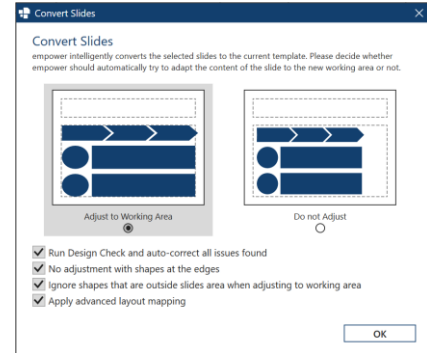 Convert Slides
Convert Slides
empower intelligently converts the selected slides to the current template. Please decide whether
empower should automatically try to adapt the content of the slide to the new working area or not.
Adjust to Working Area
Do not Adjust
Run Design Check and auto-correct all issues found
No adjustment with shapes at the edges
Ignore shapes that are outside slides area when adjusting to working area
Apply advanced layout mapping
OK